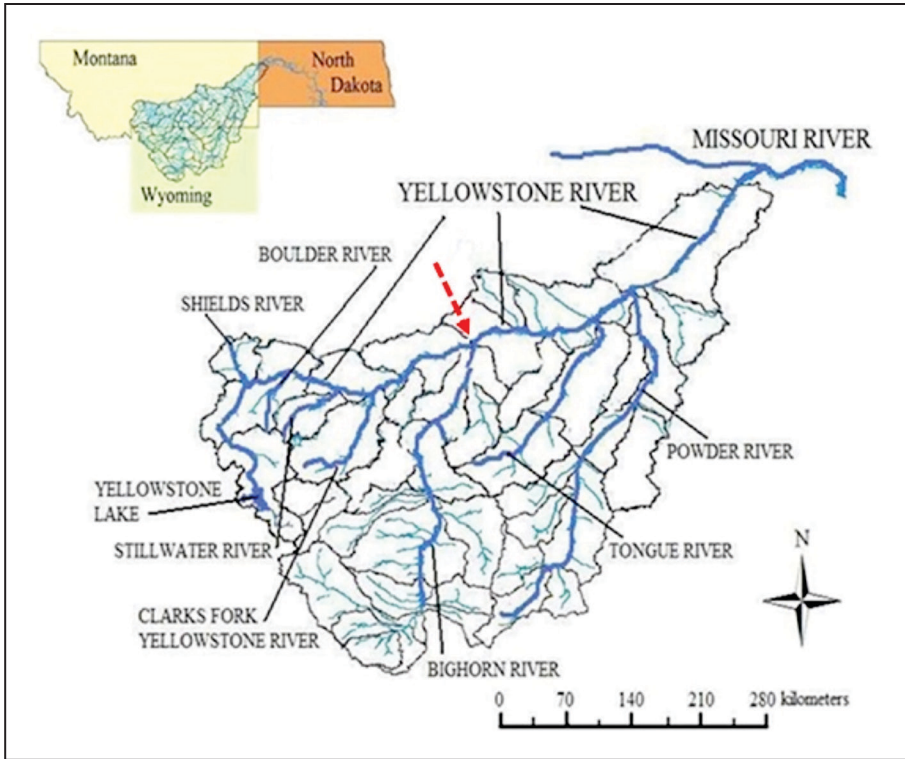 Montana
North
Dakota
Wyoming
MISSOURI RIVER
YELLOWSTONE RIVER
BOULDER RIVER
SHIELDS RIVER
POWDER RIVER
YELLOWSTONE
LAKE
STILLWATER RIVER
TONGUE RIVER
N
CLARKS FORK
YELLOWSTONE RIVER
BIGHORN RIVER
0 70 140 210 280 kilometers